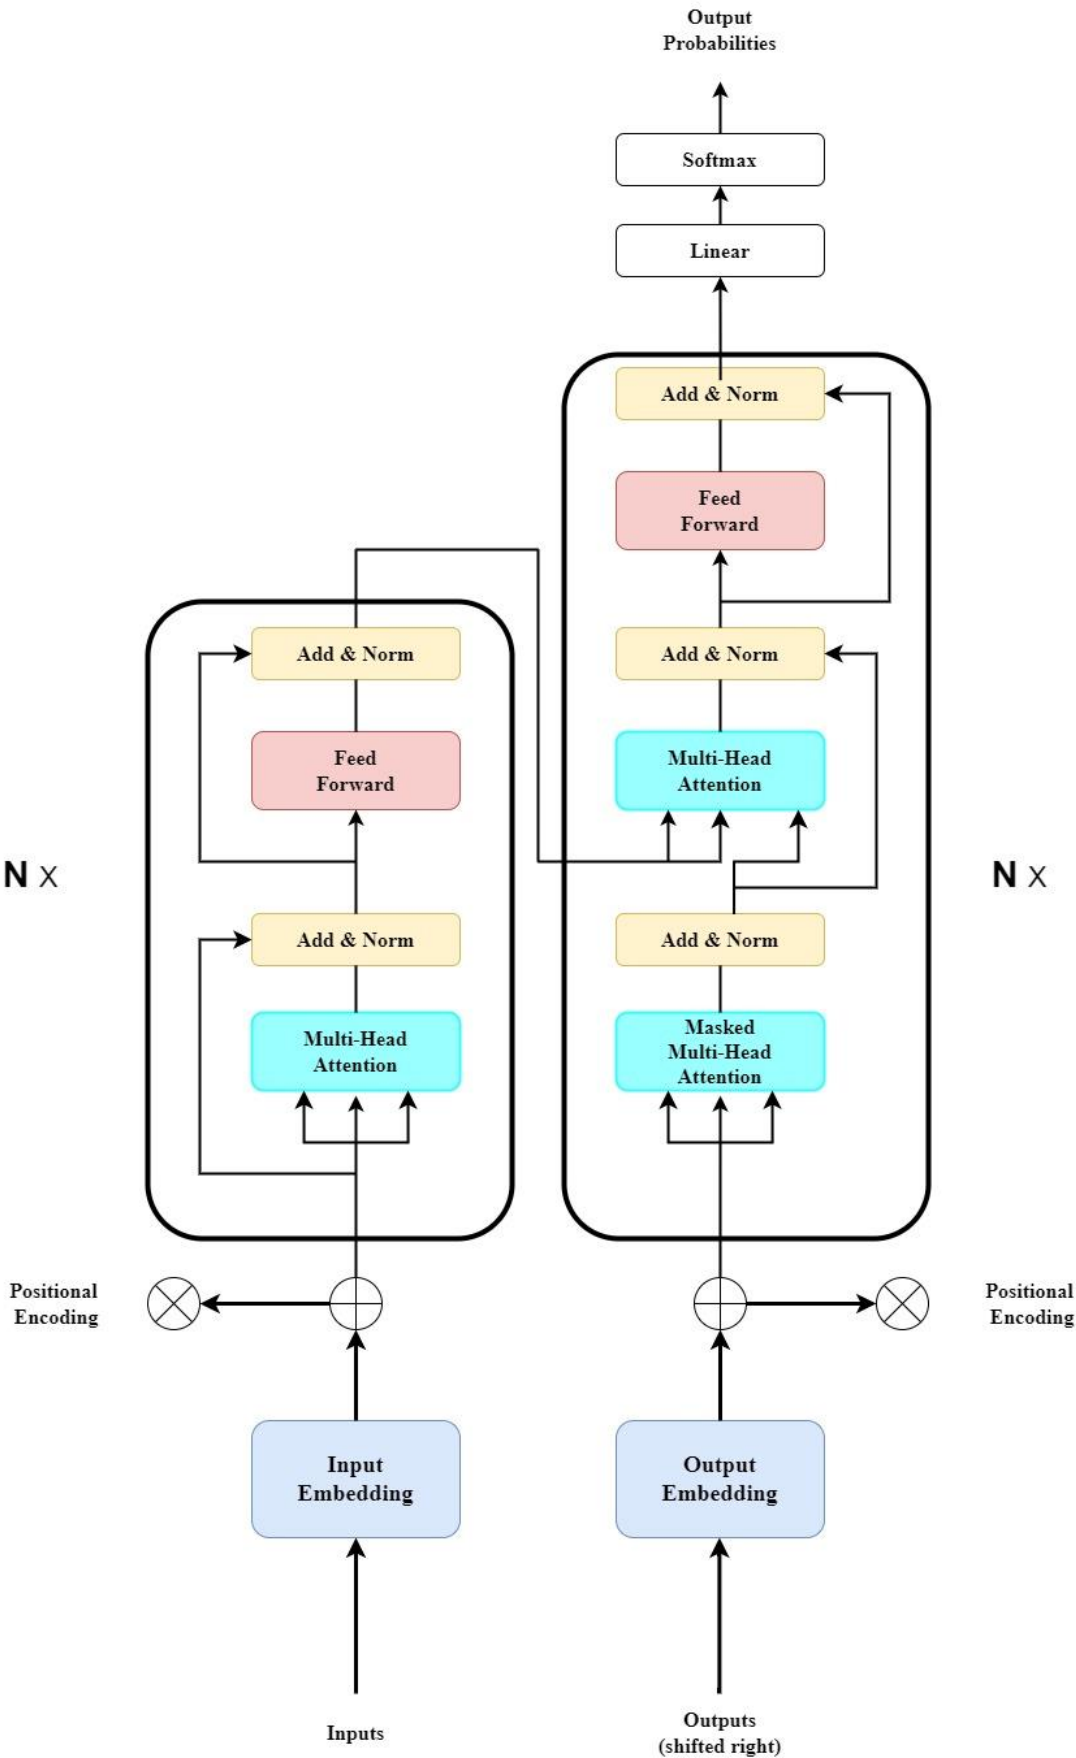 Output
Probabilities
Softmax
Linear
Add & Norm
Feed
Forward
Add & Norm
Multi-Head
Attention
Add & Norm
Masked
Multi-Head
Attention
Add & Norm
Feed
Forward
Add & Norm
Multi-Head
Attention
N X
N X
Positional
Encoding
Positional
Encoding
Input
Embedding
Output
Embedding
Inputs
Outputs
(shifted right)